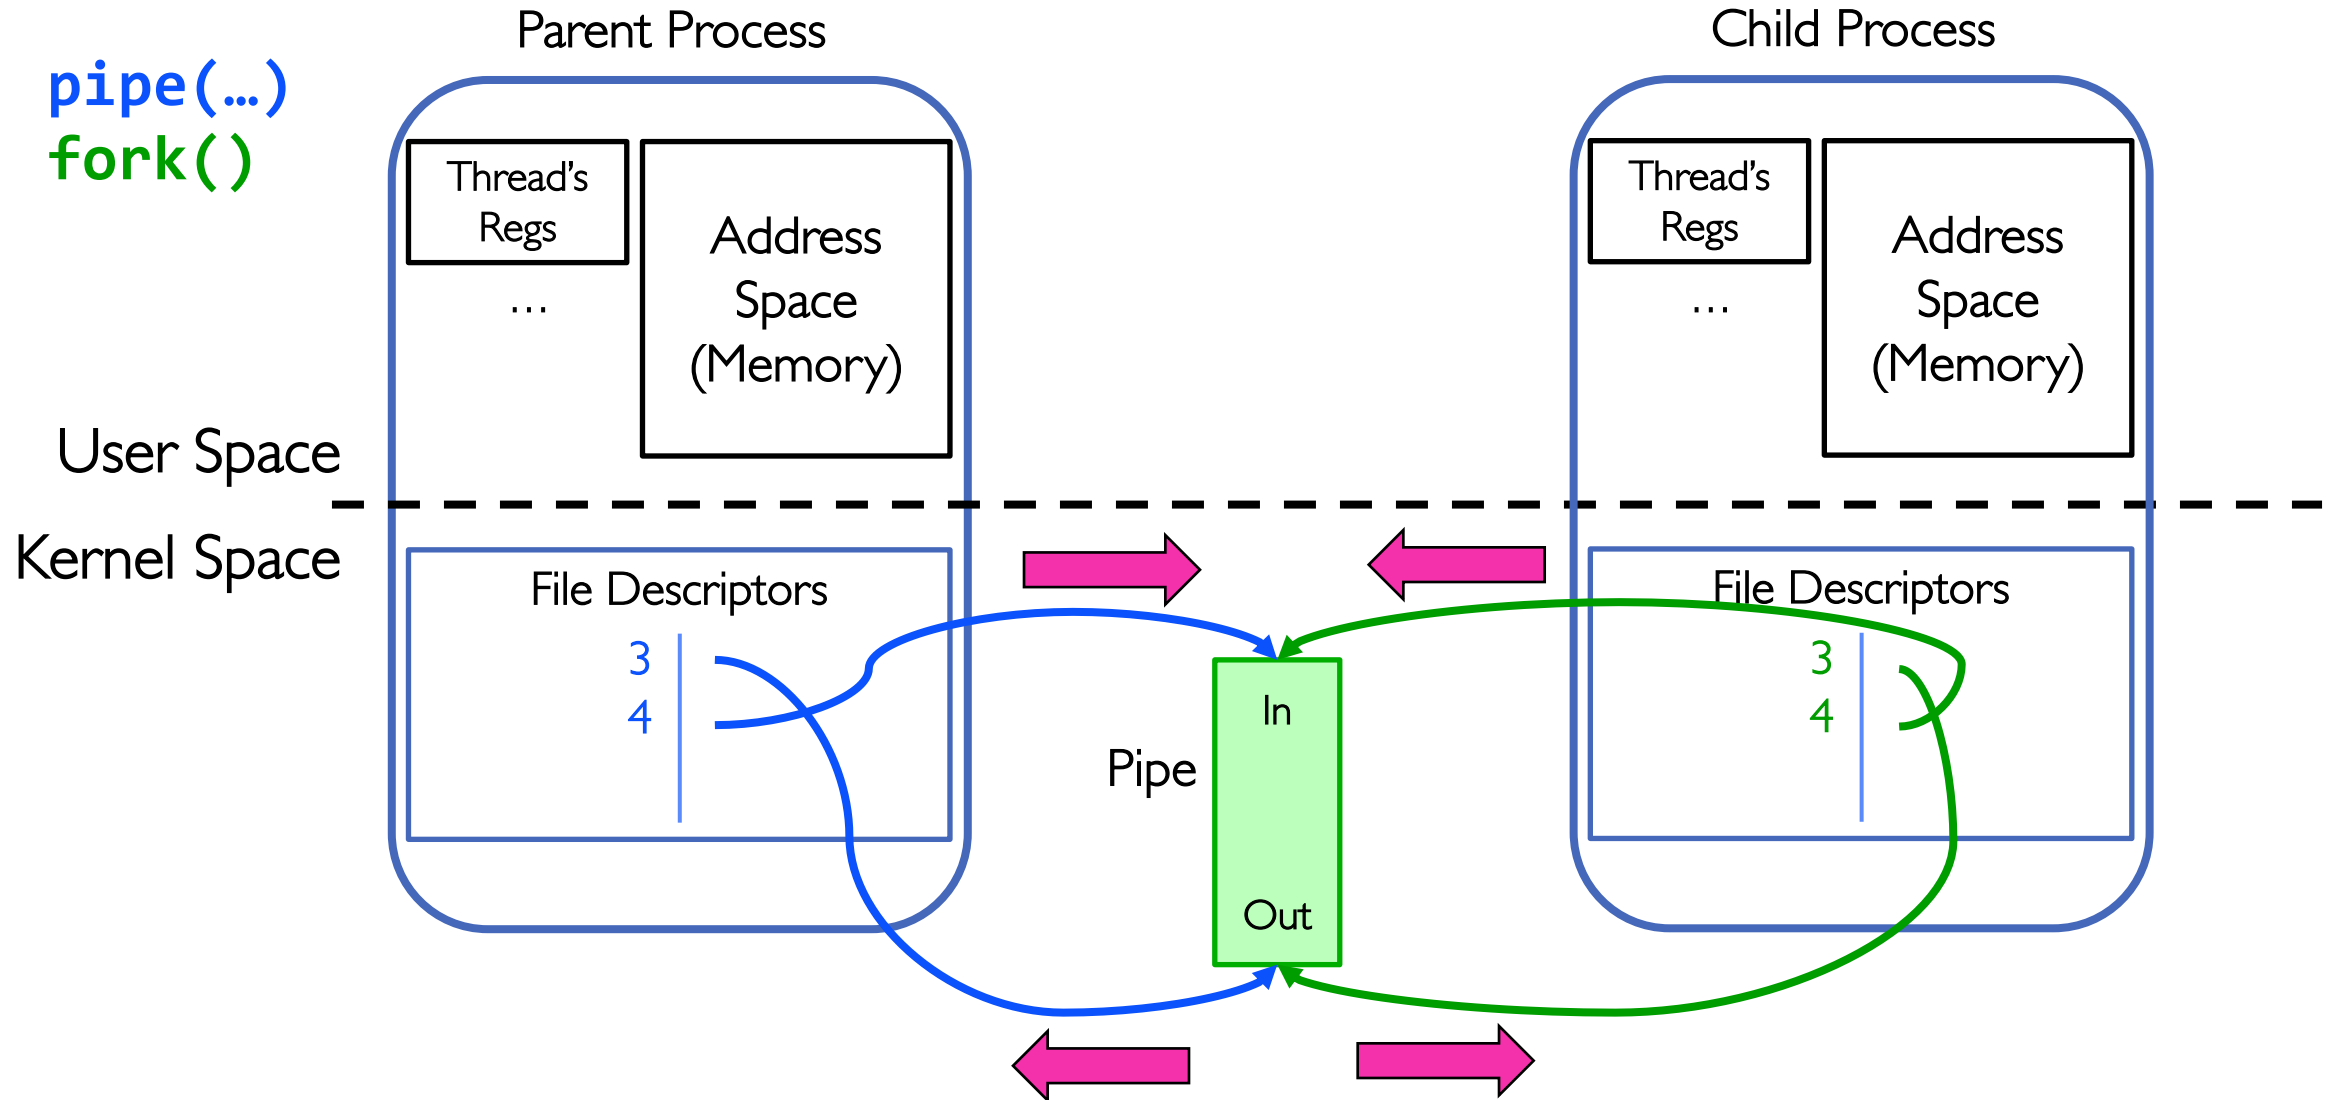 Parent Process
Child Process
pipe(…)
fork()
Thread's
Regs
…
Address
Space
(Memory)
Thread's
Regs
…
Address
Space
(Memory)
User Space
Kernel Space
File Descriptors
3
4
File Descriptors
3
4
In
Pipe
Out